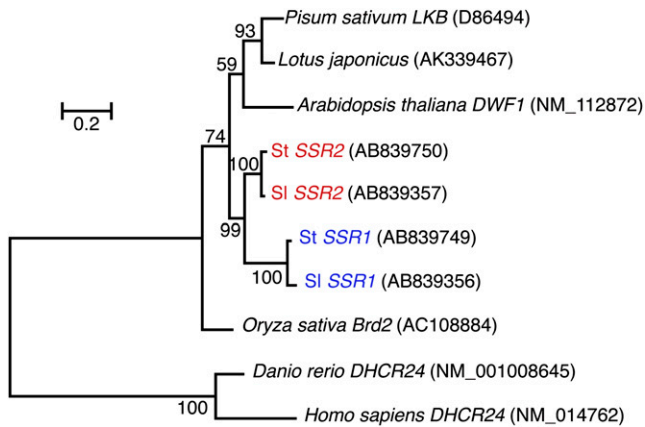 93
Pisum sativum LKB (D86494)
Lotus japonicus (AK339467)
59
Arabidopsis thaliana DWF1 (NM_112872)
0.2
74
100
St SSR2 (AB839750)
Sl SSR2 (AB839357)
99
St SSR1 (AB839749)
100
Sl SSR1 (AB839356)
Oryza sativa Brd2 (AC108884)
Danio rerio DHCR24 (NM_001008645)
100
Homo sapiens DHCR24 (NM_014762)